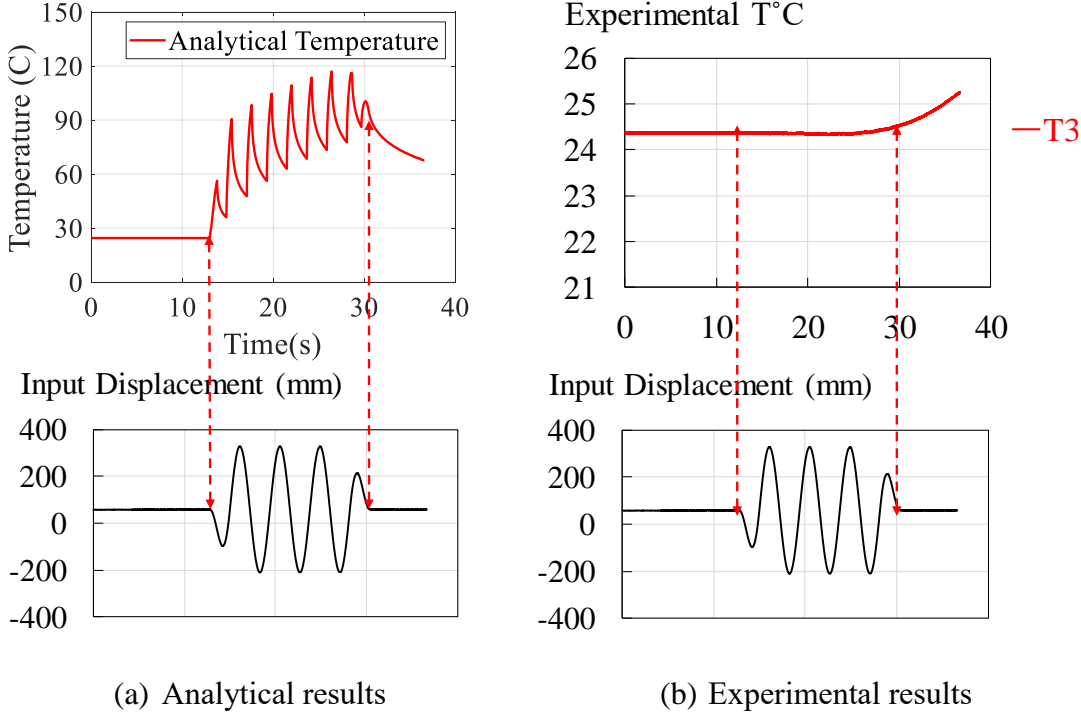 150
120
90
60
30
0
Temperature (C)
Analytical Temperature
0 10 20 30 40
Time(s)
Input Displacement (mm)
400
200
0
-200
-400
(a) Analytical results
Experimental T°C
26
25
24
23
22
21
T3
0 10 20 30 40
Input Displacement (mm)
400
200
0
-200
-400
(b) Experimental results